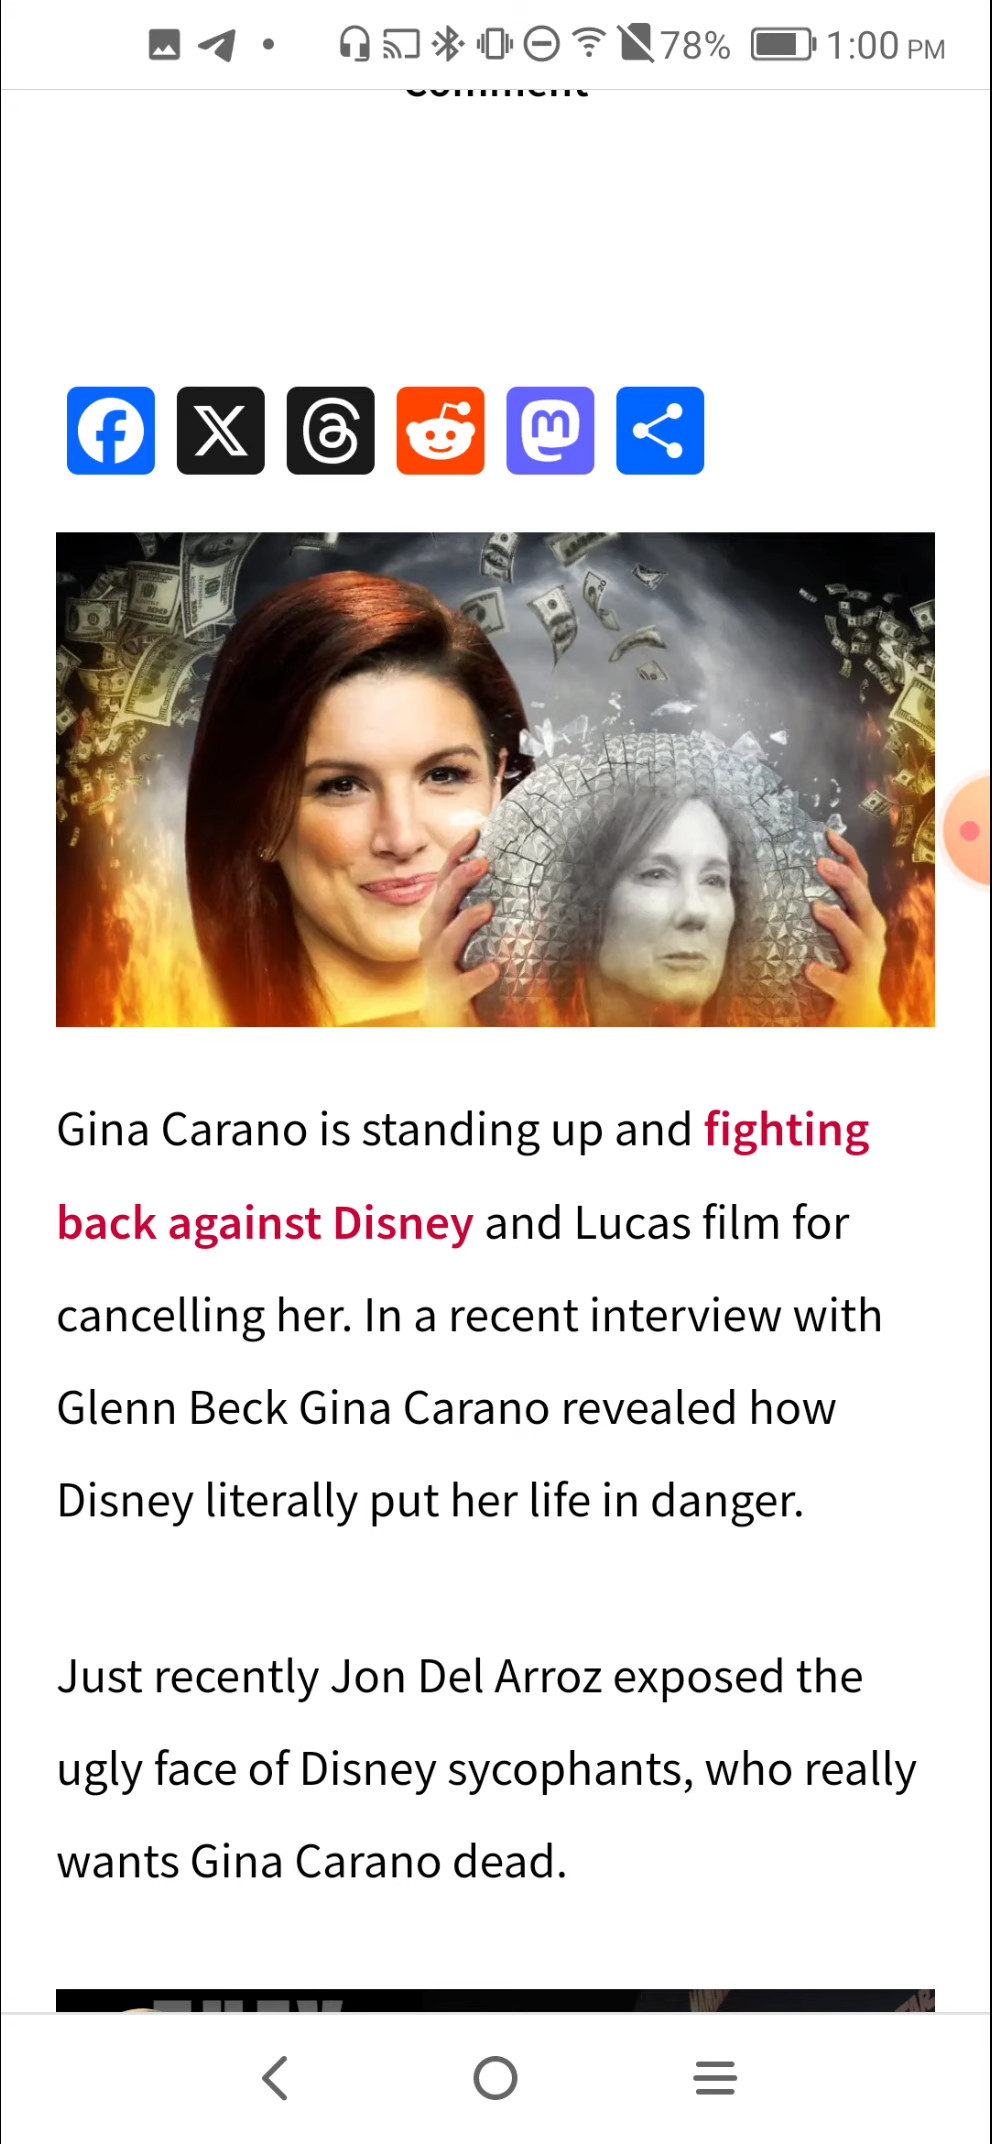 78% 1:00 PM
Comment
Gina Carano is standing up and fighting
back against Disney and Lucas film for
cancelling her. In a recent interview with
Glenn Beck Gina Carano revealed how
Disney literally put her life in danger.
Just recently Jon Del Arroz exposed the
ugly face of Disney sycophants, who really
wants Gina Carano dead.